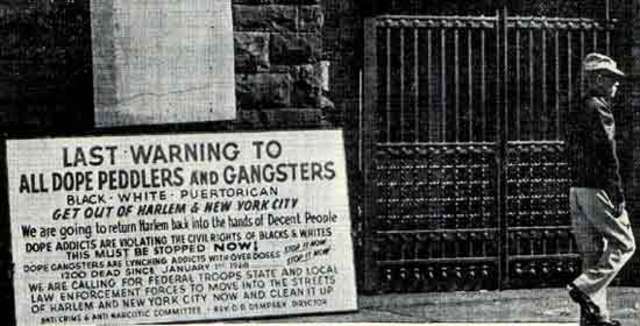 LAST WARNING TO
ALL DOPE PEDDLERS AND GANGSTERS
BLACK - WHITE - PUERTORICAN
GET OUT OF HARLEM & NEW YORK CITY
We are going to return Harlem back into the hands of Decent People
DOPE ADDICTS ARE VIOLATING THE CIVIL RIGHTS OF BLACKS & WHITES
THIS MUST BE STOPPED NOW! STOP IT NOW
DOPE GANGSTERS ARE LYNCHING ADDICTS WITH OVER DOSES STOP IT NOW
1200 DEAD SINCE JANUARY 1ST 1968
WE ARE CALLING FOR FEDERAL TROOPS STATE AND LOCAL
LAW ENFORCEMENT FORCES TO MOVE INTO THE STREETS
OF HARLEM AND NEW YORK CITY NOW AND CLEAN IT UP
ANTI CRIME & ANTI NARCOTIC COMMITTEE - REV. O.D. DEMPSEY DIRECTOR